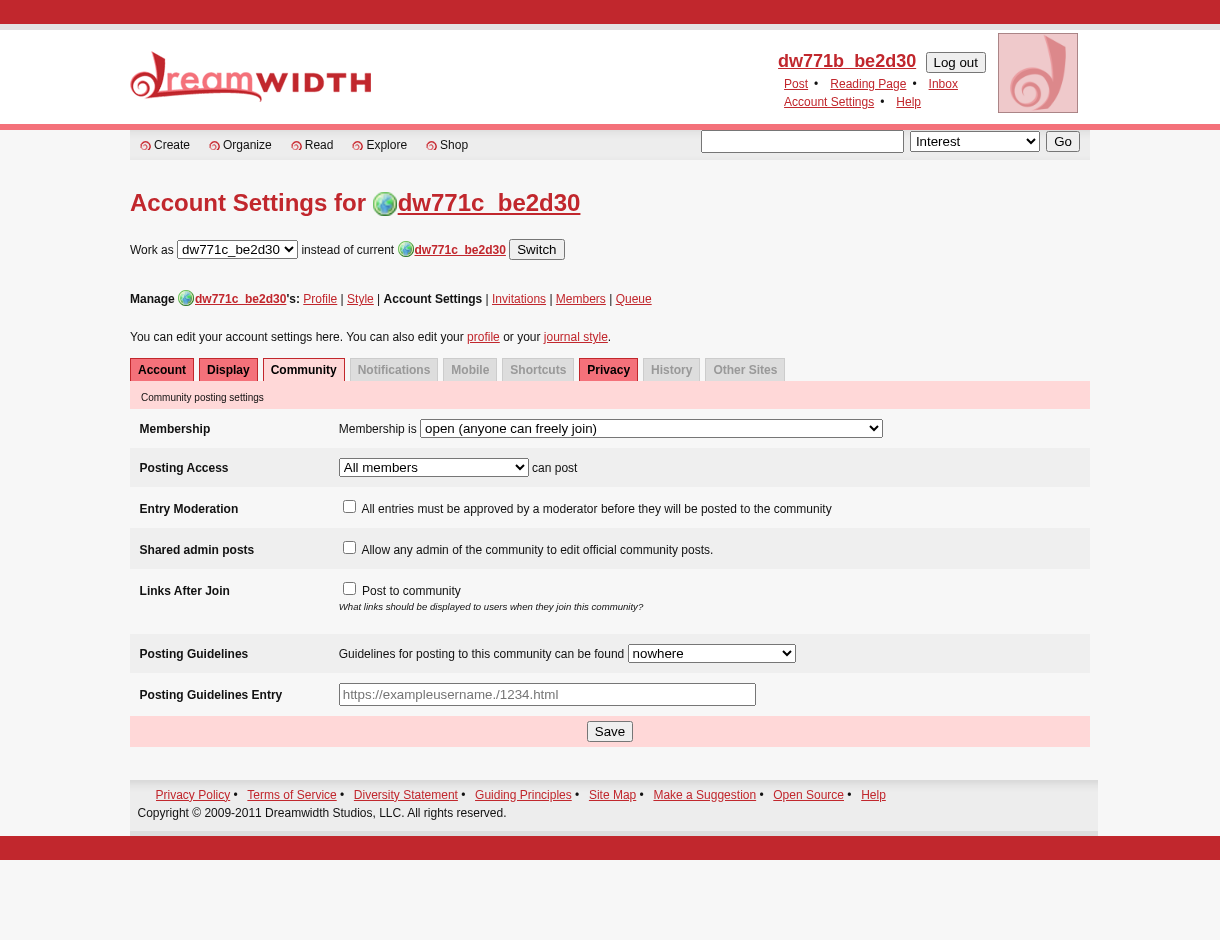 dreamWIDTH
dw771b_be2d30 Log out
Post • Reading Page • Inbox
Account Settings • Help
Create Organize Read Explore Shop Interest Go
Account Settings for dw771c_be2d30
Work as dw771c_be2d30 instead of current dw771c_be2d30 Switch
Manage dw771c_be2d30's: Profile | Style | Account Settings | Invitations | Members | Queue
You can edit your account settings here. You can also edit your profile or your journal style.
Account Display Community Notifications Mobile Shortcuts Privacy History Other Sites
Community posting settings
Membership Membership is open (anyone can freely join)
Posting Access All members can post
Entry Moderation All entries must be approved by a moderator before they will be posted to the community
Shared admin posts Allow any admin of the community to edit official community posts.
Links After Join Post to community
What links should be displayed to users when they join this community?
Posting Guidelines Guidelines for posting to this community can be found nowhere
Posting Guidelines Entry https://exampleusername./1234.html
Save
Privacy Policy • Terms of Service • Diversity Statement • Guiding Principles • Site Map • Make a Suggestion • Open Source • Help
Copyright © 2009-2011 Dreamwidth Studios, LLC. All rights reserved.